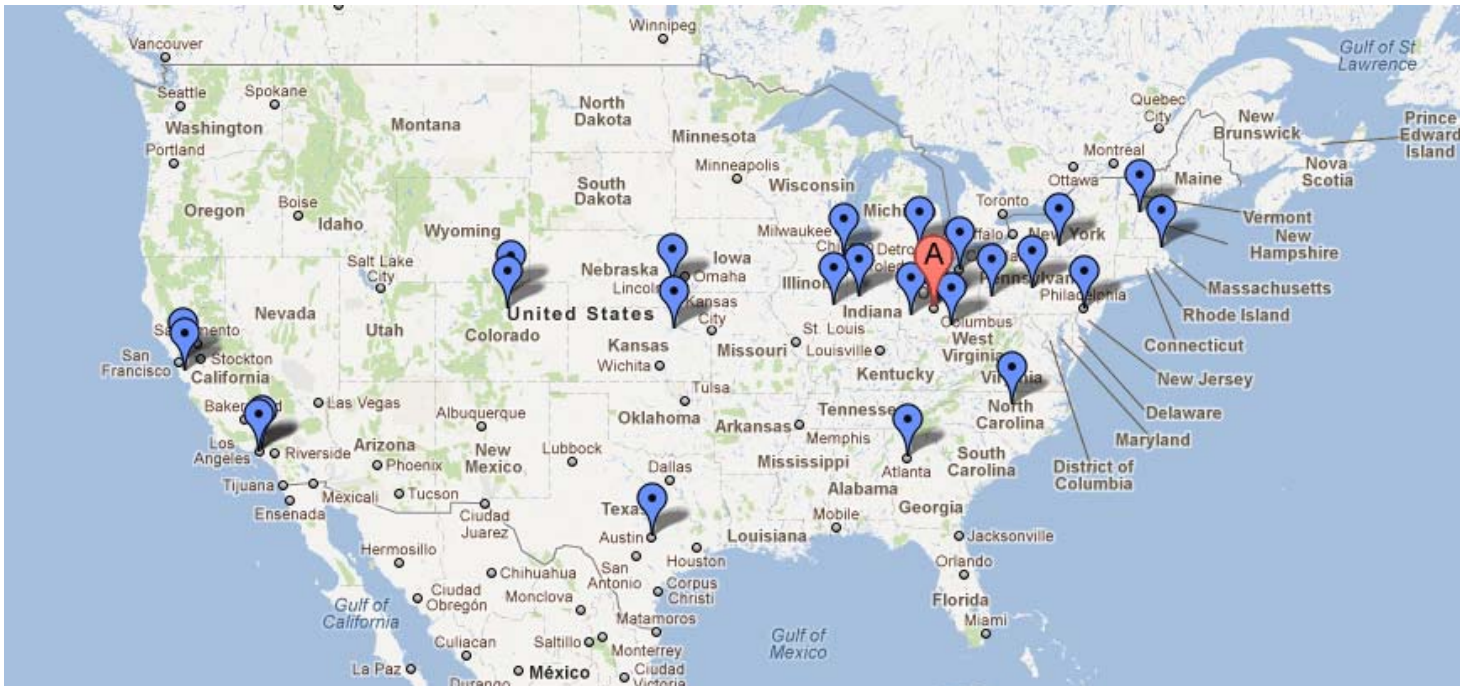 Winnipeg
Vancouver
Gulf of St
Lawrence
Seattle
Spokane
Washington
Montana
North
Dakota
Minnesota
Quebec
City
New
Brunswick
Prince
Edward
Island
Portland
Minneapolis
Montreal
Ottawa
Maine
Nova
Scotia
Oregon
Boise
Idaho
South
Dakota
Wisconsin
Toronto
Vermont
New
Hampshire
Wyoming
Milwaukee
New York
Salt Lake
City
Nebraska
Iowa
Omaha
A
Massachusetts
Nevada
Utah
United States
Colorado
Kansas
City
Indiana
Columbus
Philadelphia
Rhode Island
San
Francisco
Stockton
California
Kansas
Missouri
St. Louis
Louisville
West
Virginia
Connecticut
Wichita
Kentucky
New Jersey
Las Vegas
Albuquerque
Tulsa
Oklahoma
Arkansas
Memphis
North
Carolina
Delaware
Maryland
Los
Angeles
Riverside
Arizona
Phoenix
New
Mexico
Lubbock
Dallas
Mississippi
Atlanta
South
Carolina
District of
Columbia
Tijuana
Mexicali
Tucson
Ensenada
Ciudad
Juarez
Austin
Alabama
Georgia
Mobile
Louisiana
Jacksonville
Hermosillo
Chihuahua
San
Antonio
Houston
Orlando
Ciudad
Obregón
Monclova
Corpus
Christi
Florida
Gulf of
California
Matamoros
Miami
Culiacan
Saltillo
Monterrey
Gulf of
Mexico
La Paz
México
Ciudad
Victoria
Durango